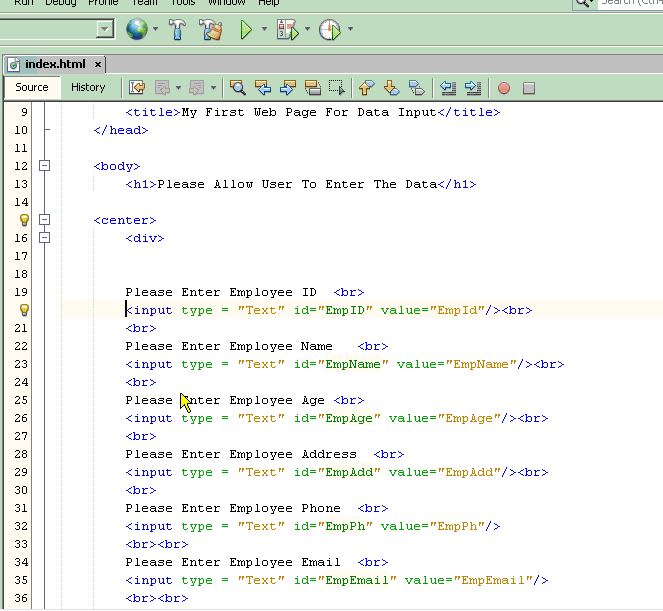 Run Debug Profile Team Tools Window Help
Search (Ctrl+
index.html ×
Source History
9 <title>My First Web Page For Data Input</title>
10 </head>
11
12 <body>
13 <h1>Please Allow User To Enter The Data</h1>
14
<center>
16 <div>
17
18
19 Please Enter Employee ID <br>
<input type = "Text" id="EmpID" value="EmpId"/><br>
21 <br>
22 Please Enter Employee Name <br>
23 <input type = "Text" id="EmpName" value="EmpName"/><br>
24 <br>
25 Please Enter Employee Age <br>
26 <input type = "Text" id="EmpAge" value="EmpAge"/><br>
27 <br>
28 Please Enter Employee Address <br>
29 <input type = "Text" id="EmpAdd" value="EmpAdd"/><br>
30 <br>
31 Please Enter Employee Phone <br>
32 <input type = "Text" id="EmpPh" value="EmpPh"/>
33 <br><br>
34 Please Enter Employee Email <br>
35 <input type = "Text" id="EmpEmail" value="EmpEmail"/>
36 <br><br>